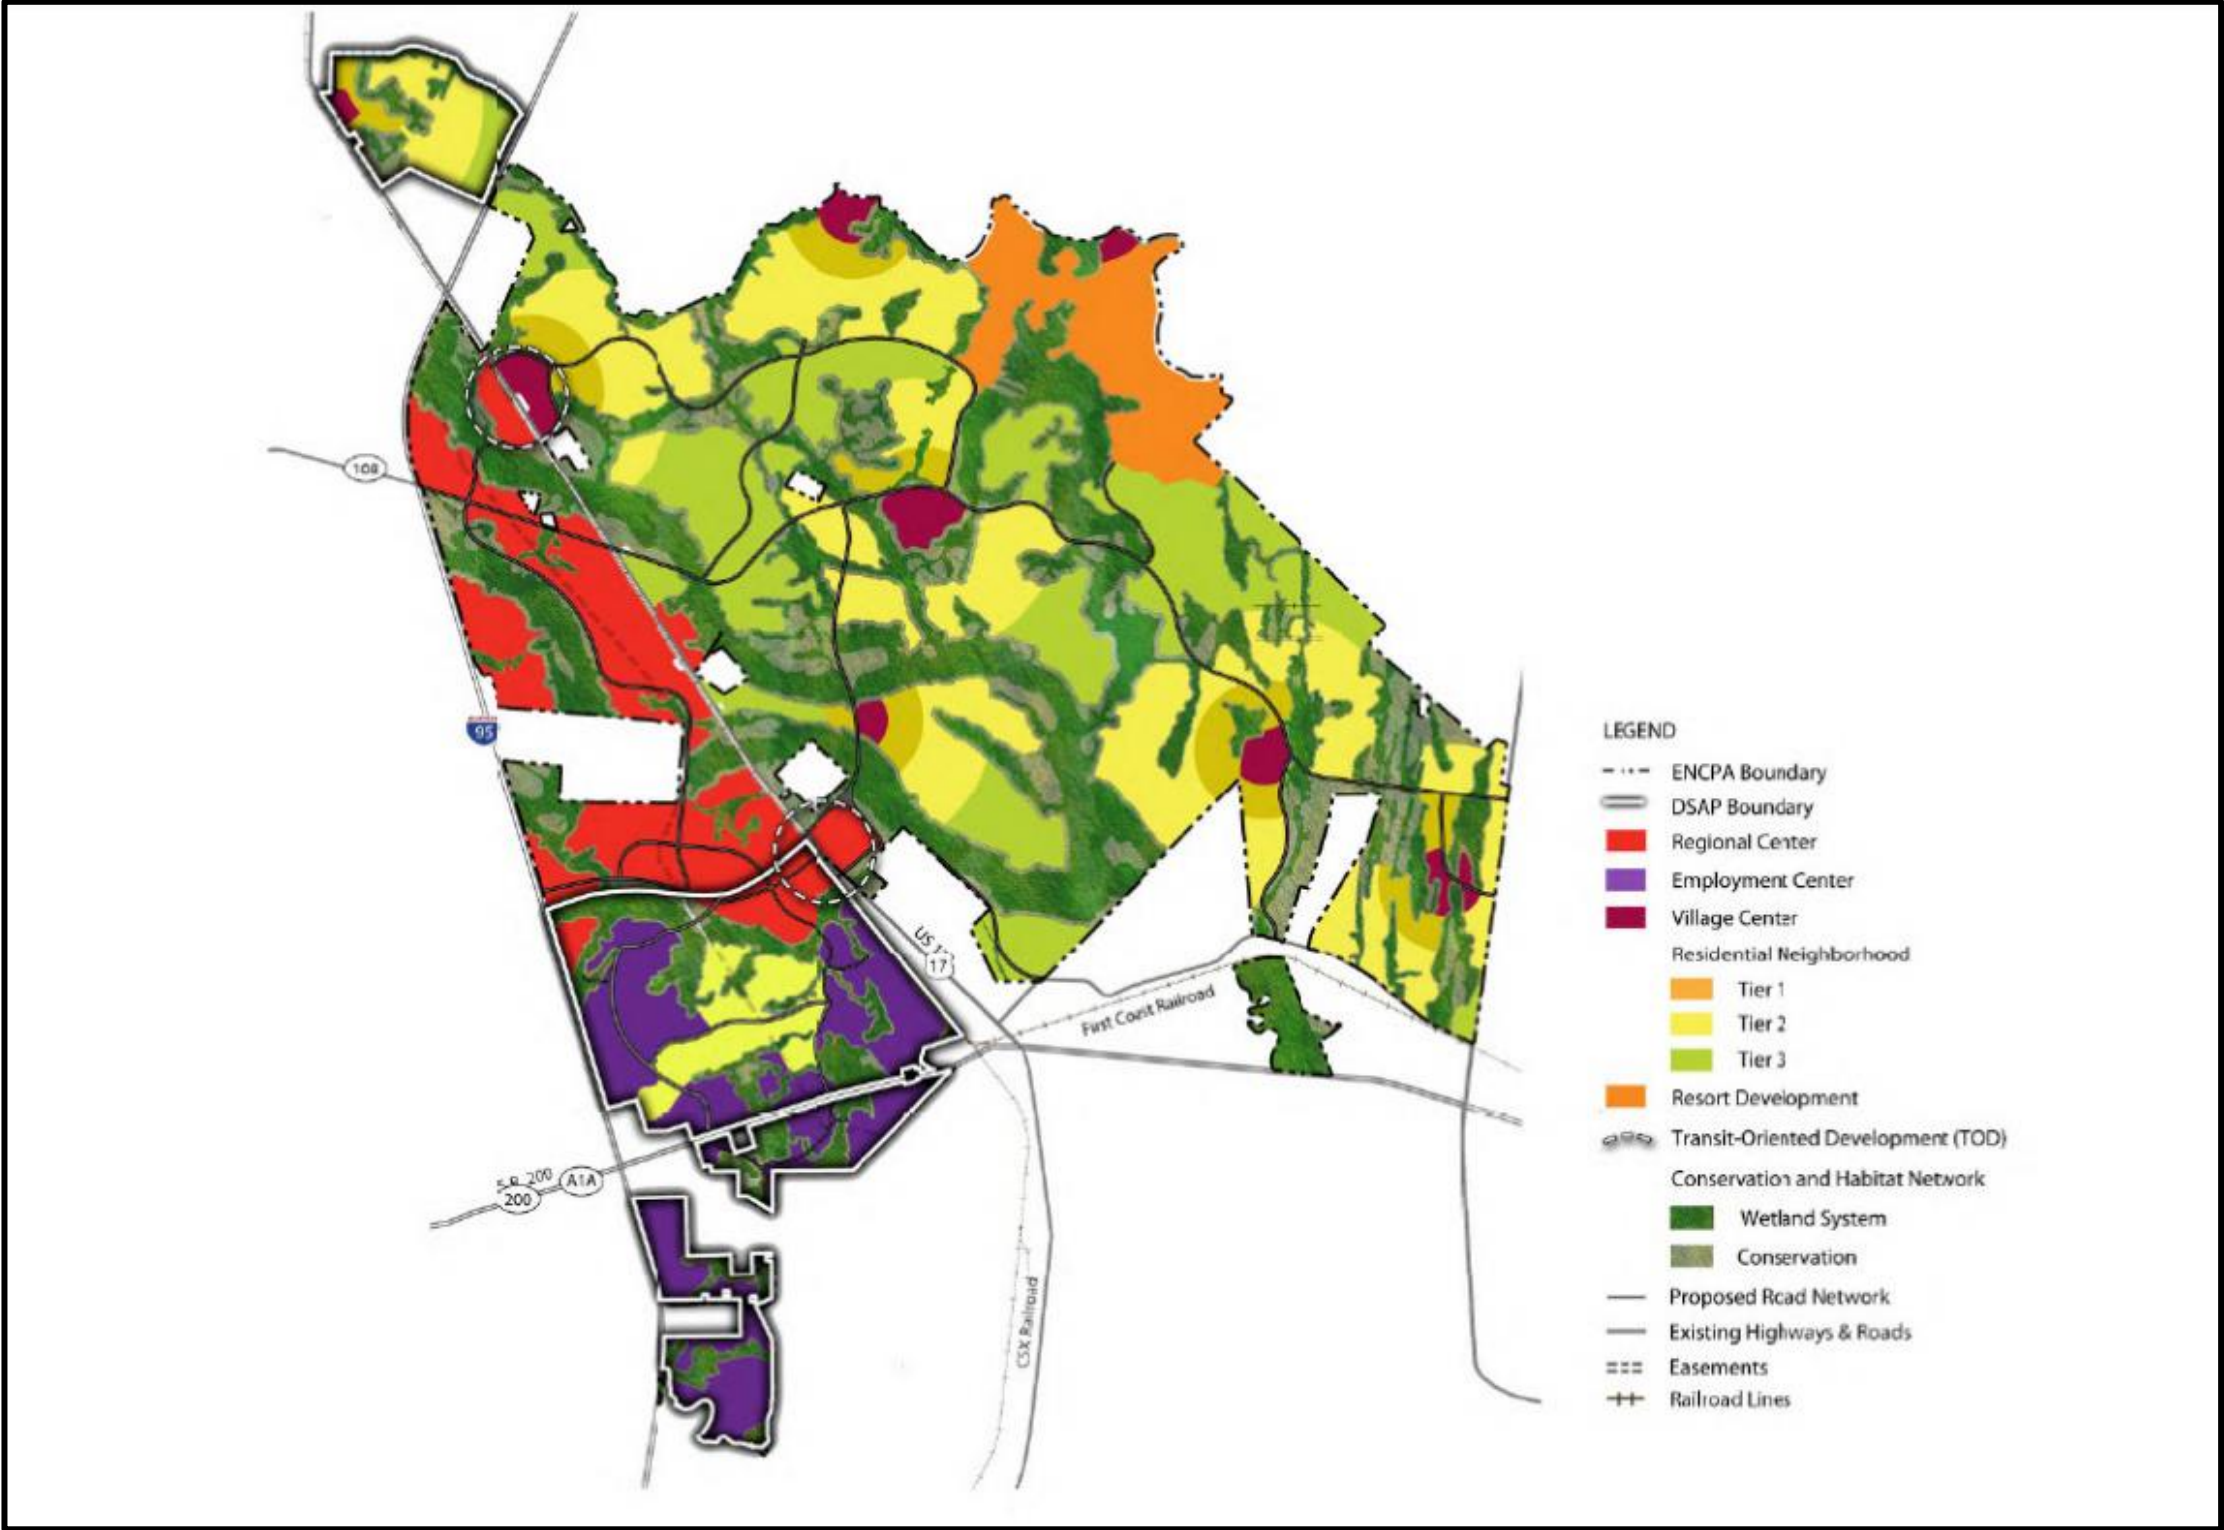 108
95
US 1
17
First Coast Railroad
S.R. 200
200
A1A
CSX Railroad
LEGEND
ENCPA Boundary
DSAP Boundary
Regional Center
Employment Center
Village Center
Residential Neighborhood
Tier 1
Tier 2
Tier 3
Resort Development
Transit-Oriented Development (TOD)
Conservation and Habitat Network
Wetland System
Conservation
Proposed Road Network
Existing Highways & Roads
Easements
Railroad Lines